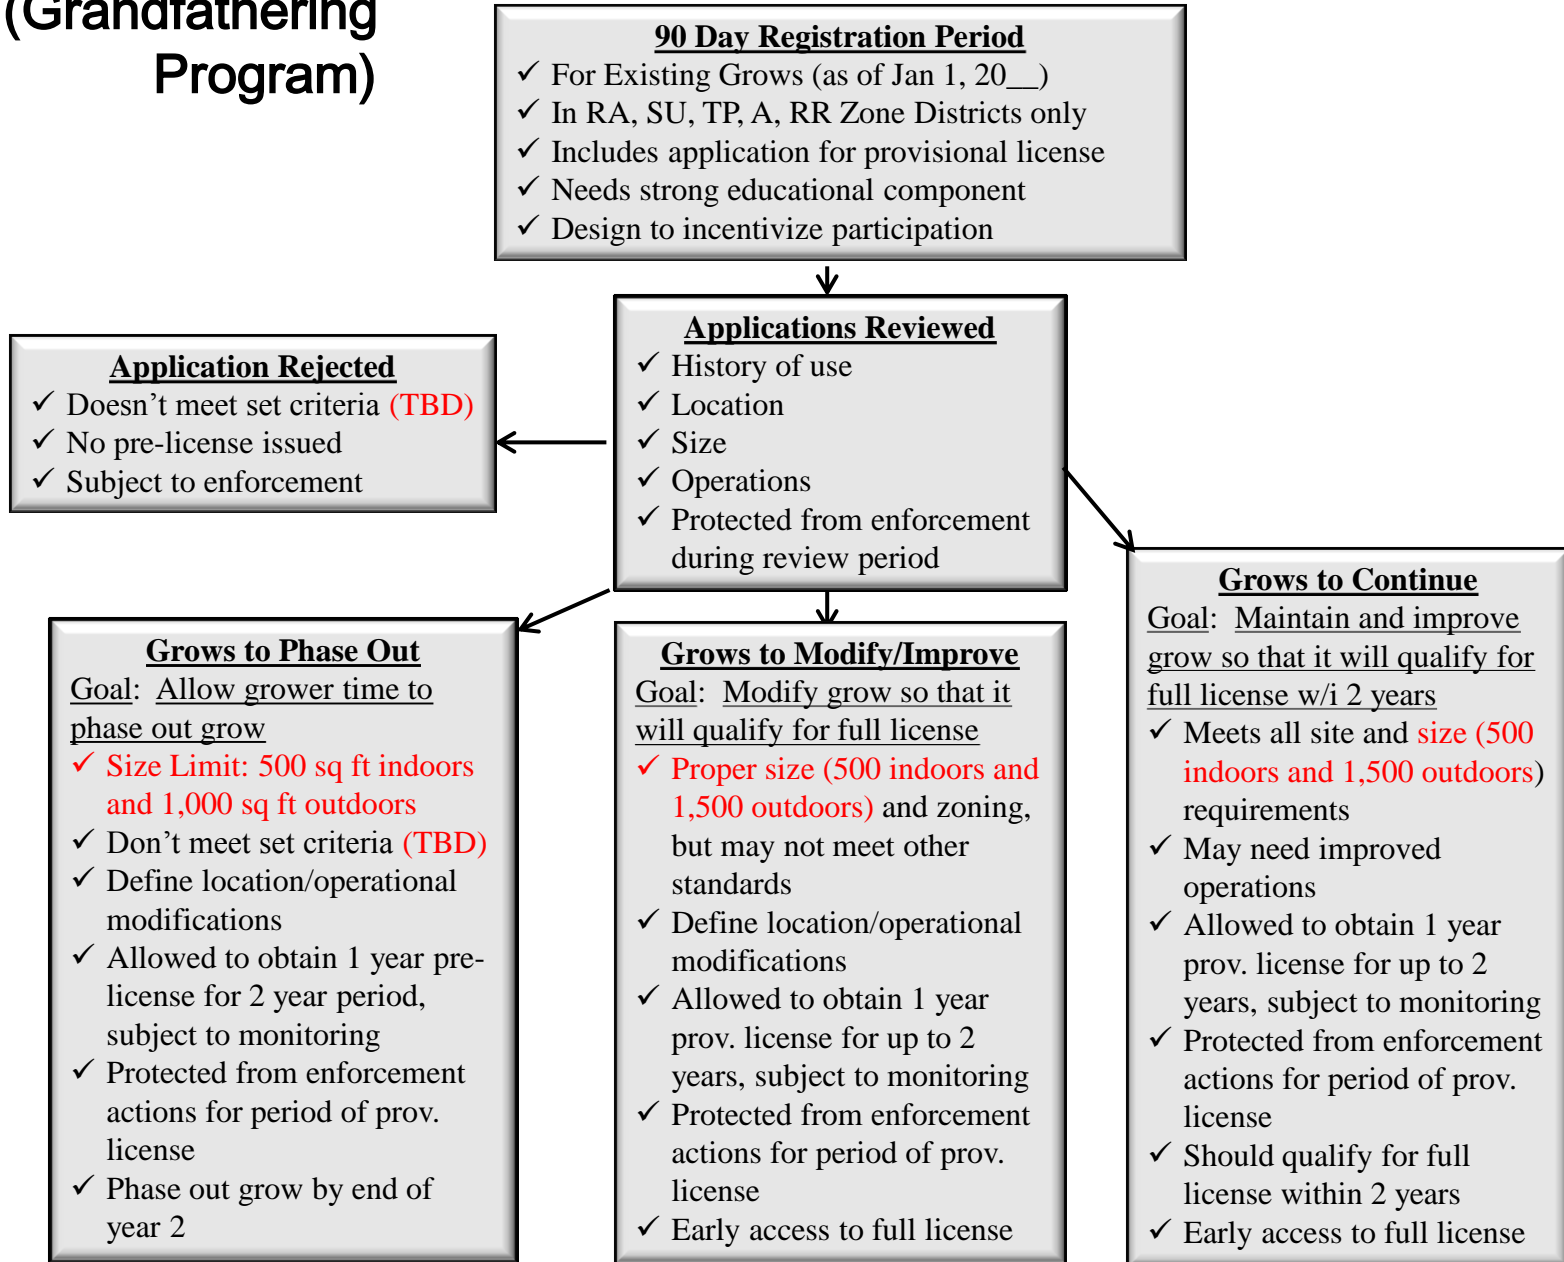 (Grandfathering
Program)
90 Day Registration Period
✓ For Existing Grows (as of Jan 1, 20__)
✓ In RA, SU, TP, A, RR Zone Districts only
✓ Includes application for provisional license
✓ Needs strong educational component
✓ Design to incentivize participation
Applications Reviewed
✓ History of use
✓ Location
✓ Size
✓ Operations
✓ Protected from enforcement
during review period
Application Rejected
✓ Doesn’t meet set criteria (TBD)
✓ No pre-license issued
✓ Subject to enforcement
Grows to Phase Out
Goal: Allow grower time to
phase out grow
✓ Size Limit: 500 sq ft indoors
and 1,000 sq ft outdoors
✓ Don’t meet set criteria (TBD)
✓ Define location/operational
modifications
✓ Allowed to obtain 1 year pre-
license for 2 year period,
subject to monitoring
✓ Protected from enforcement
actions for period of prov.
license
✓ Phase out grow by end of
year 2
Grows to Modify/Improve
Goal: Modify grow so that it
will qualify for full license
✓ Proper size (500 indoors and
1,500 outdoors) and zoning,
but may not meet other
standards
✓ Define location/operational
modifications
✓ Allowed to obtain 1 year
prov. license for up to 2
years, subject to monitoring
✓ Protected from enforcement
actions for period of prov.
license
✓ Early access to full license
Grows to Continue
Goal: Maintain and improve
grow so that it will qualify for
full license w/i 2 years
✓ Meets all site and size (500
indoors and 1,500 outdoors)
requirements
✓ May need improved
operations
✓ Allowed to obtain 1 year
prov. license for up to 2
years, subject to monitoring
✓ Protected from enforcement
actions for period of prov.
license
✓ Should qualify for full
license within 2 years
✓ Early access to full license